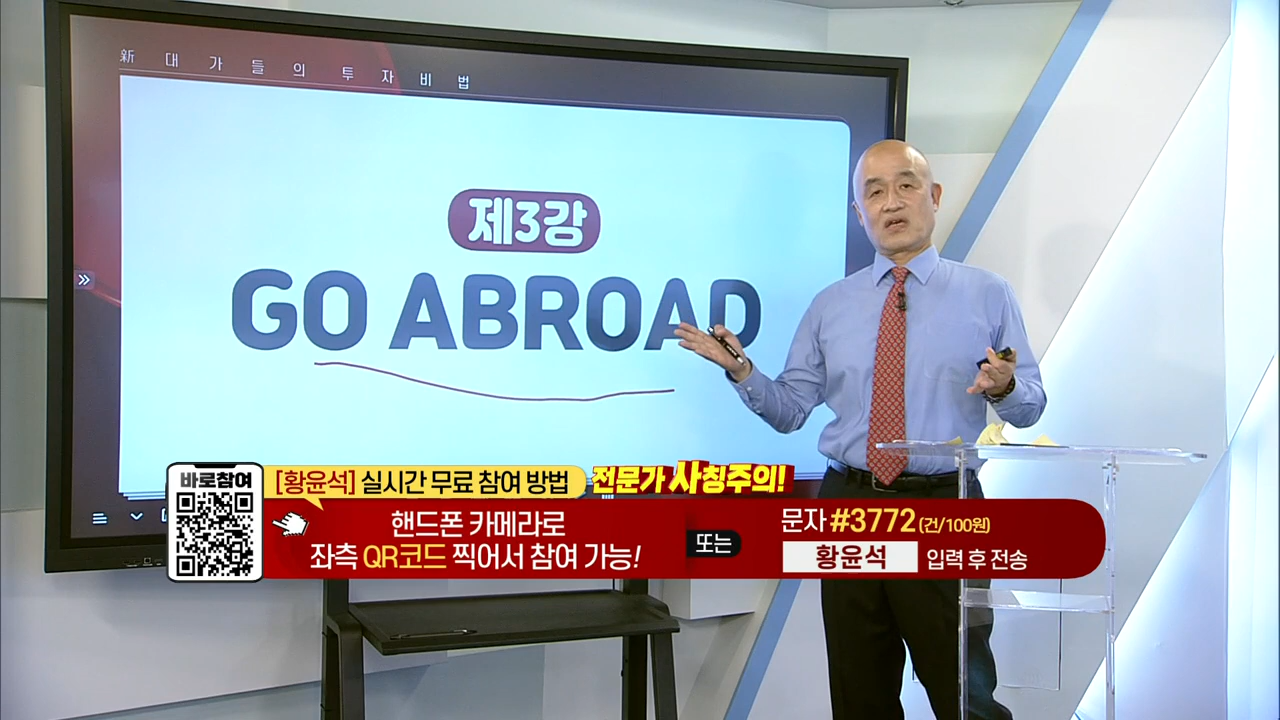 新 대가들의 투자비법
제3강
GO ABROAD
바로참여
[황윤석] 실시간 무료 참여 방법
전문가 사칭주의!
핸드폰 카메라로
좌측 QR코드 찍어서 참여 가능!
또는
문자 #3772 (건/100원)
황윤석 입력 후 전송